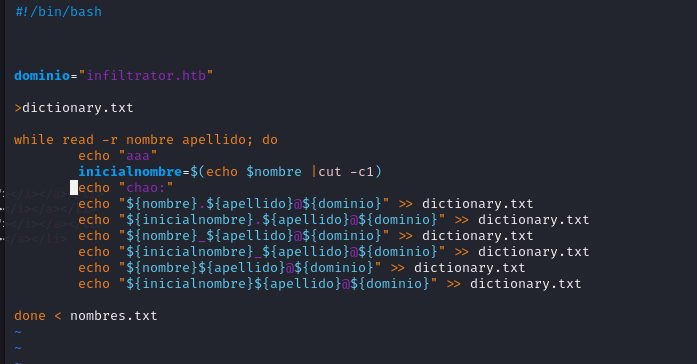 #!/bin/bash
dominio="infiltrator.htb"
>dictionary.txt
while read -r nombre apellido; do
echo "aaa"
inicialnombre=$(echo $nombre |cut -c1)
echo "chao:"
echo "${nombre}.${apellido}@${dominio}" >> dictionary.txt
echo "${inicialnombre}.${apellido}@${dominio}" >> dictionary.txt
echo "${nombre}_${apellido}@${dominio}" >> dictionary.txt
echo "${inicialnombre}_${apellido}@${dominio}" >> dictionary.txt
echo "${nombre}${apellido}@${dominio}" >> dictionary.txt
echo "${inicialnombre}${apellido}@${dominio}" >> dictionary.txt
done < nombres.txt
~
~
~